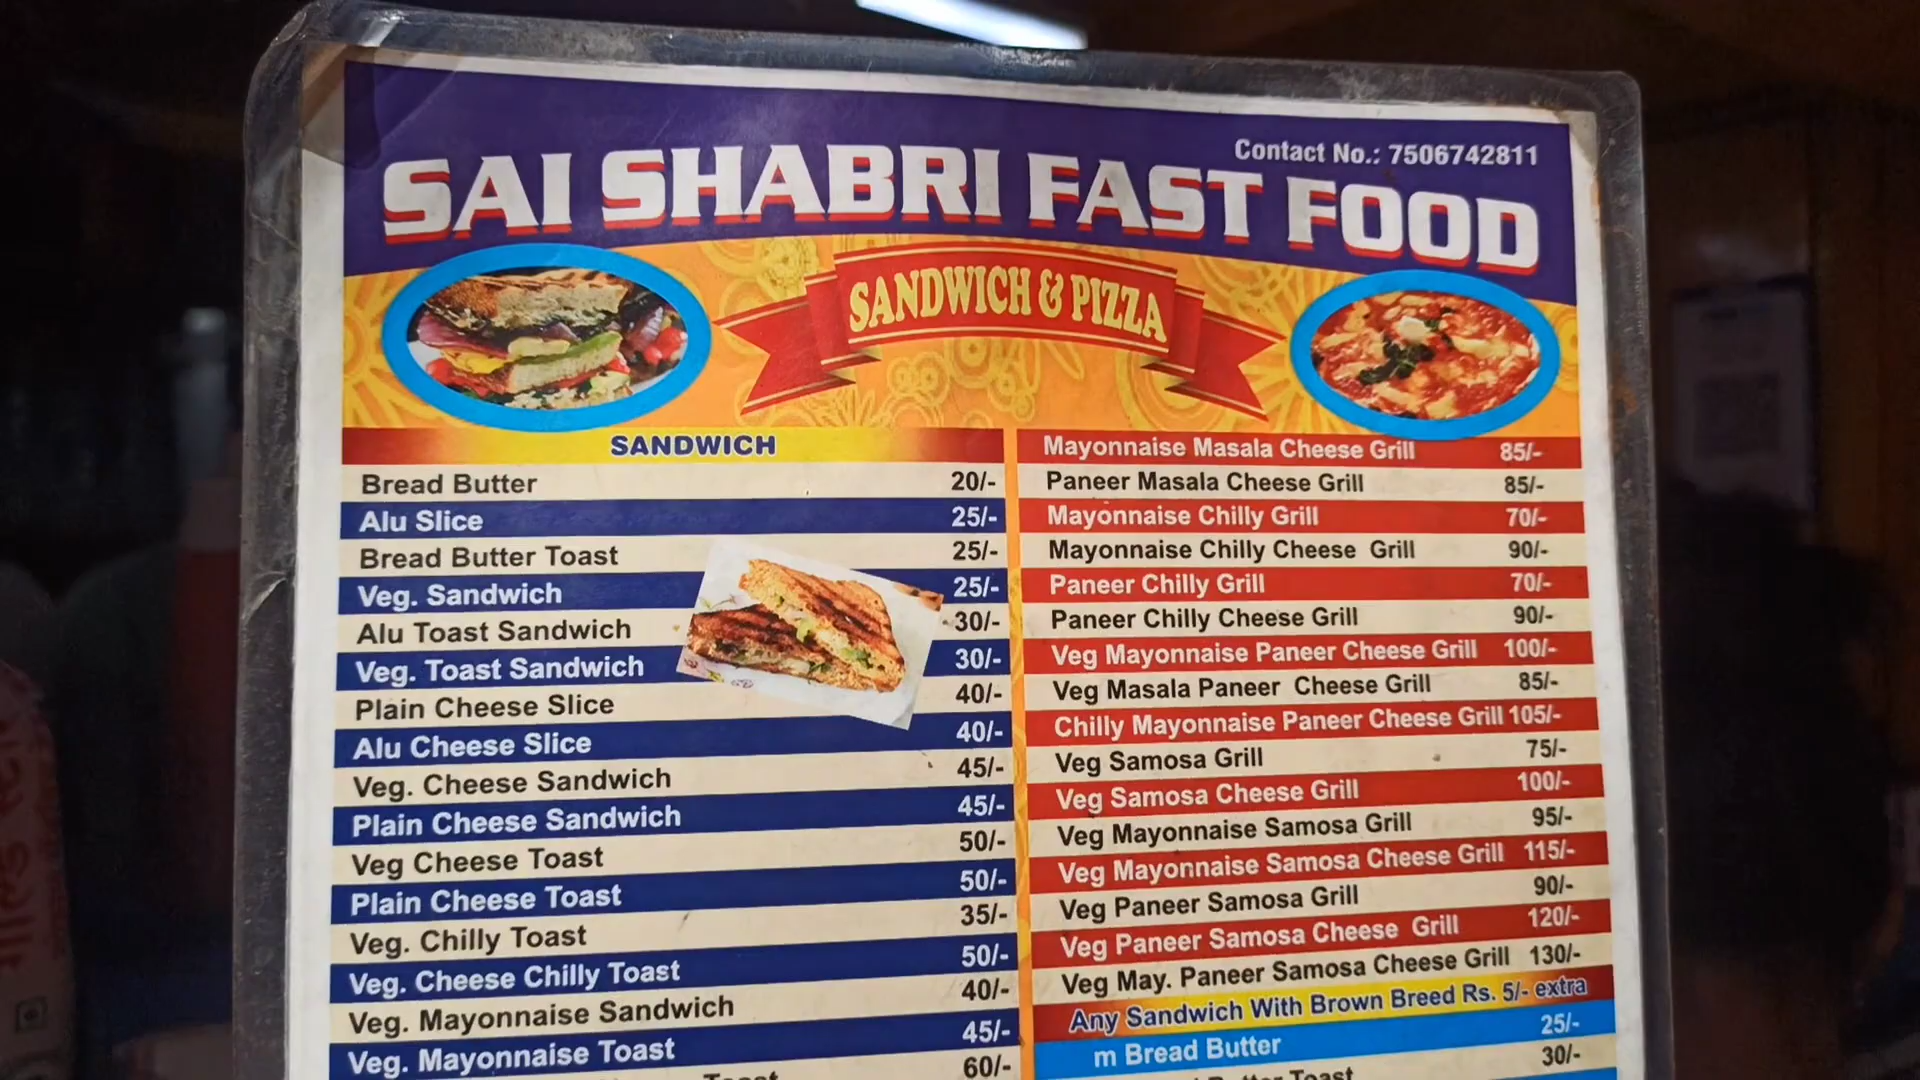 Contact No.: 7506742811
SAI SHABRI FAST FOOD
SANDWICH & PIZZA
SANDWICH
Bread Butter 20/-
Alu Slice 25/-
Bread Butter Toast 25/-
Veg. Sandwich 25/-
Alu Toast Sandwich 30/-
Veg. Toast Sandwich 30/-
Plain Cheese Slice 40/-
Alu Cheese Slice 40/-
Veg. Cheese Sandwich 45/-
Plain Cheese Sandwich 45/-
Veg Cheese Toast 50/-
Plain Cheese Toast 50/-
Veg. Chilly Toast 35/-
Veg. Cheese Chilly Toast 50/-
Veg. Mayonnaise Sandwich 40/-
Veg. Mayonnaise Toast 45/-
Toast 60/-
Mayonnaise Masala Cheese Grill 85/-
Paneer Masala Cheese Grill 85/-
Mayonnaise Chilly Grill 70/-
Mayonnaise Chilly Cheese Grill 90/-
Paneer Chilly Grill 70/-
Paneer Chilly Cheese Grill 90/-
Veg Mayonnaise Paneer Cheese Grill 100/-
Veg Masala Paneer Cheese Grill 85/-
Chilly Mayonnaise Paneer Cheese Grill 105/-
Veg Samosa Grill 75/-
Veg Samosa Cheese Grill 100/-
Veg Mayonnaise Samosa Grill 95/-
Veg Mayonnaise Samosa Cheese Grill 115/-
Veg Paneer Samosa Grill 90/-
Veg Paneer Samosa Cheese Grill 120/-
Veg May. Paneer Samosa Cheese Grill 130/-
Any Sandwich With Brown Breed Rs. 5/- extra
m Bread Butter 25/-
Butter Toast 30/-